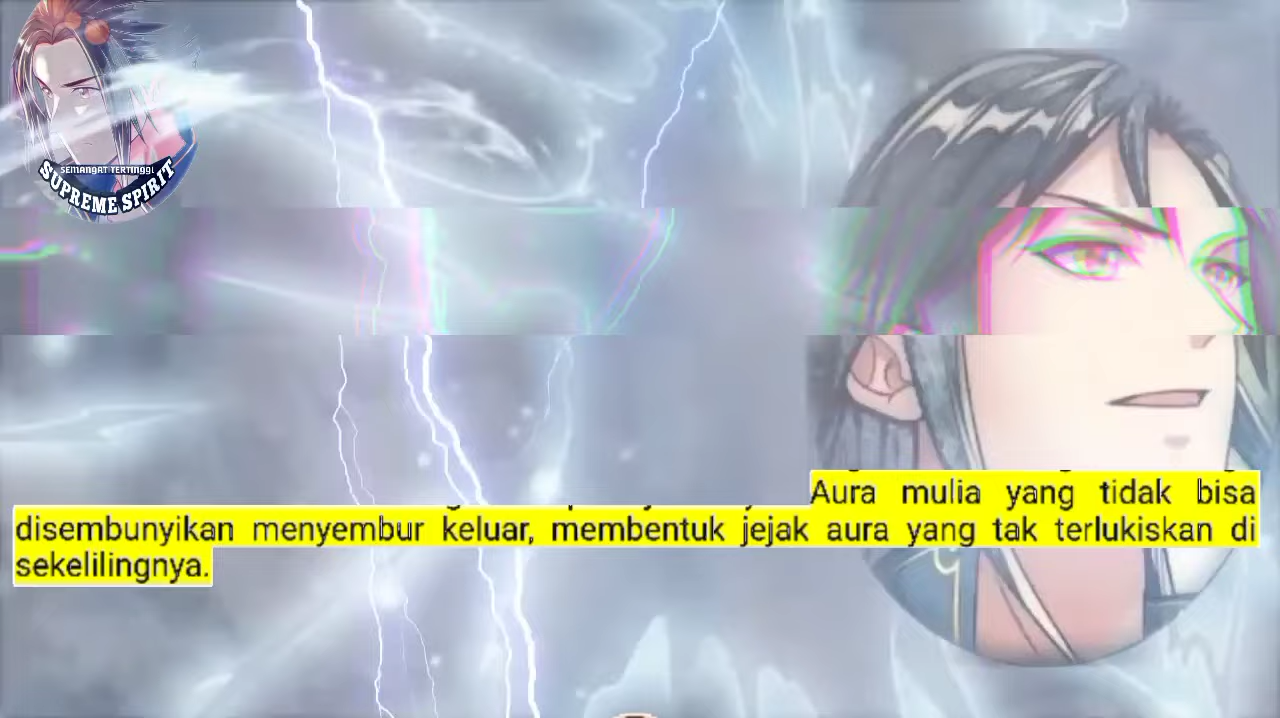 SEMANGAT TERTINGGI
SUPREME SPIRIT
Aura mulia yang tidak bisa
disembunyikan menyembur keluar, membentuk jejak aura yang tak terlukiskan di
sekelilingnya.